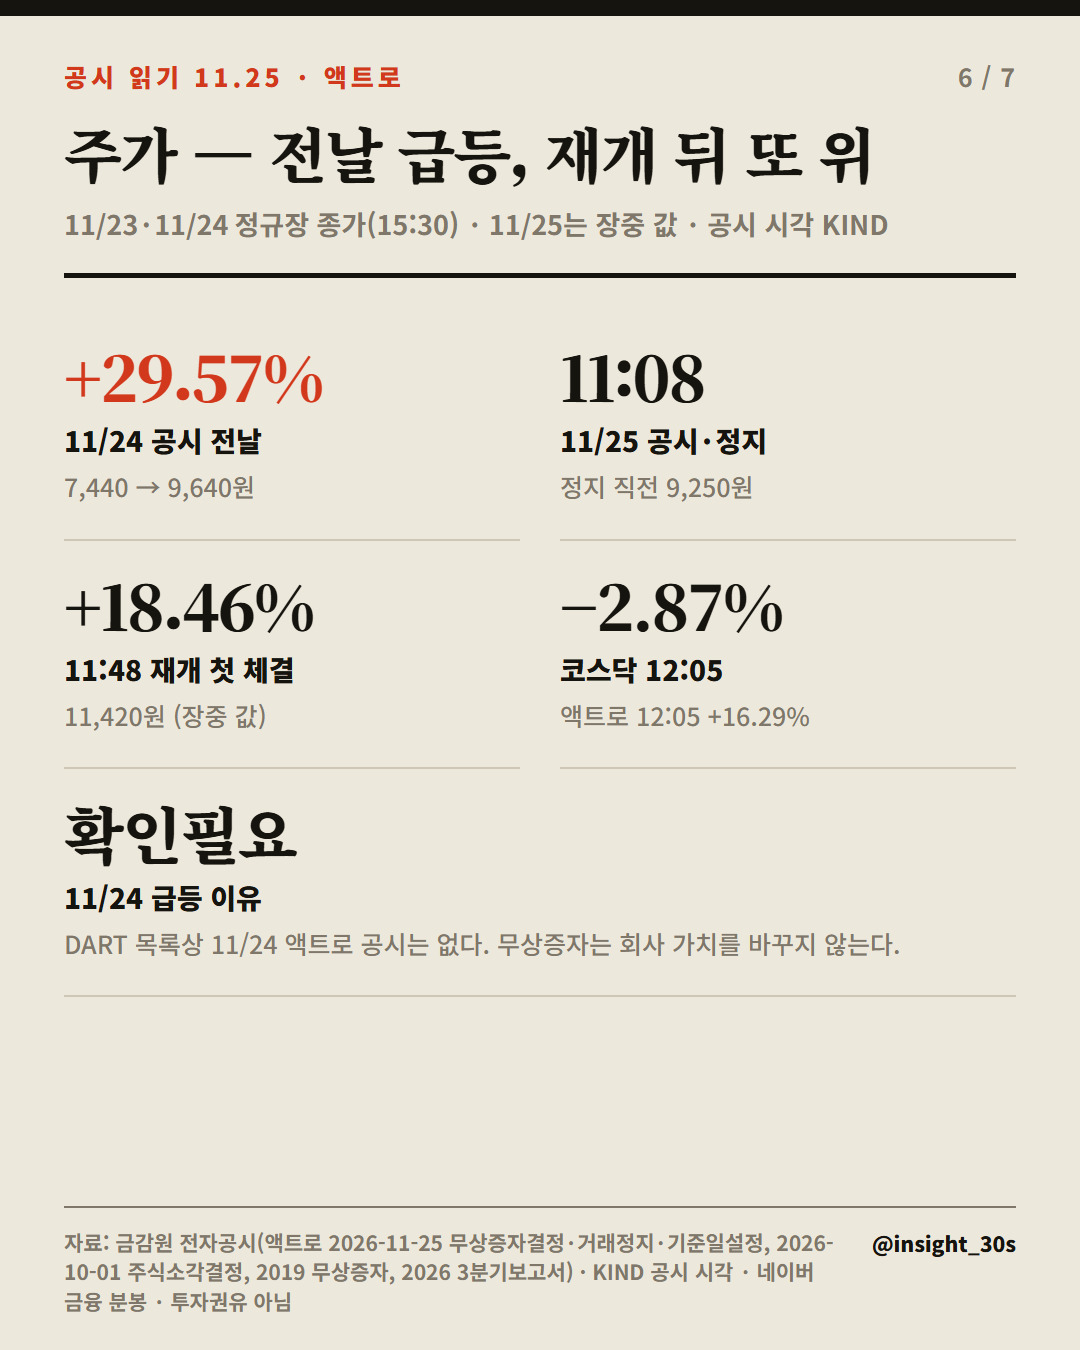 공시 읽기 11.25 · 액트로
6 / 7
주가 — 전날 급등, 재개 뒤 또 위
11/23·11/24 정규장 종가(15:30) · 11/25는 장중 값 · 공시 시각 KIND
+29.57%
11/24 공시 전날
7,440 → 9,640원
11:08
11/25 공시·정지
정지 직전 9,250원
+18.46%
11:48 재개 첫 체결
11,420원 (장중 값)
−2.87%
코스닥 12:05
액트로 12:05 +16.29%
확인필요
11/24 급등 이유
DART 목록상 11/24 액트로 공시는 없다. 무상증자는 회사 가치를 바꾸지 않는다.
자료: 금감원 전자공시(액트로 2026-11-25 무상증자결정·거래정지·기준일설정, 2026-
10-01 주식소각결정, 2019 무상증자, 2026 3분기보고서) · KIND 공시 시각 · 네이버
금융 분봉 · 투자권유 아님
@insight_30s